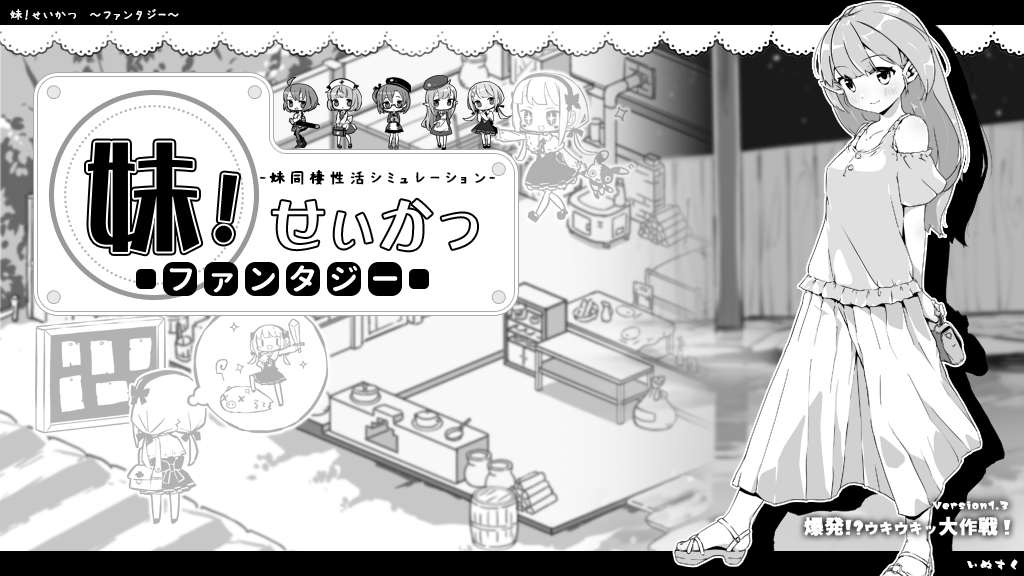 妹!せいかつ　～ファンタジー～
-妹同棲性活シミュレーション-
妹!せいかつ
■ファンタジー■
Version1.3
爆発!?ウキウキッ大作戦!
いぬすく